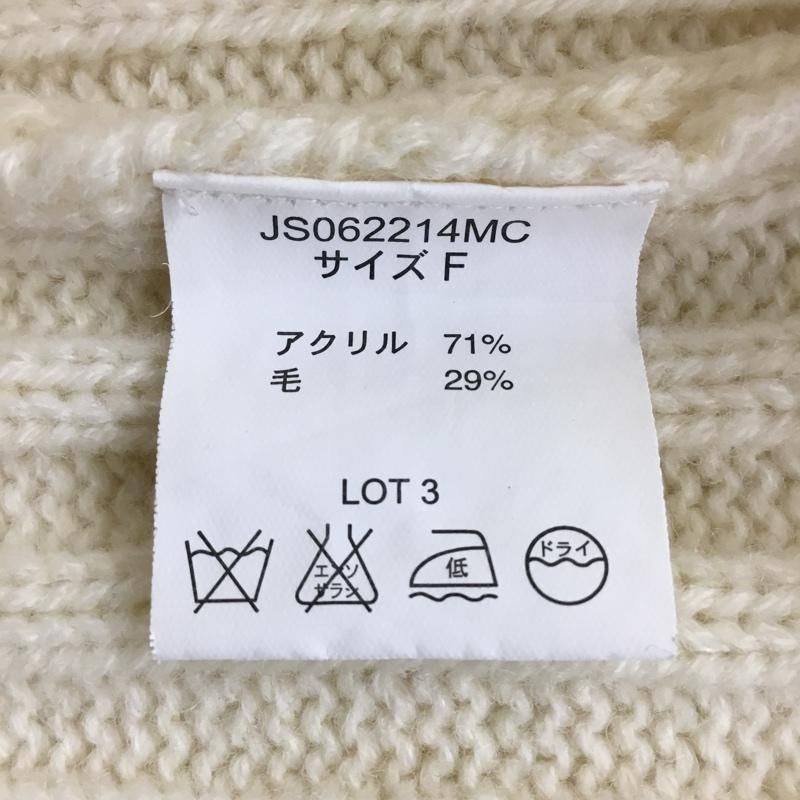 JS062214MC
サイズ F
アクリル 71%
毛 29%
LOT 3
エンソ
サラシ
低
ドライ